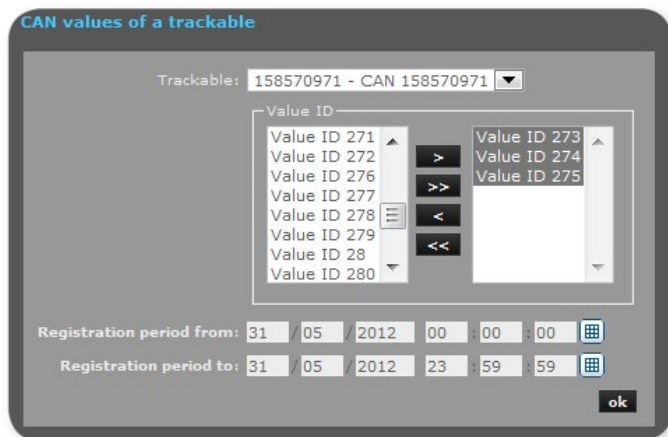 CAN values of a trackable
Trackable: 158570971 - CAN 158570971
Value ID
Value ID 271
Value ID 272
Value ID 276
Value ID 277
Value ID 278
Value ID 279
Value ID 28
Value ID 280
>
>>
<
<<
Value ID 273
Value ID 274
Value ID 275
Registration period from: 31 / 05 / 2012 00 : 00 : 00
Registration period to: 31 / 05 / 2012 23 : 59 : 59
ok